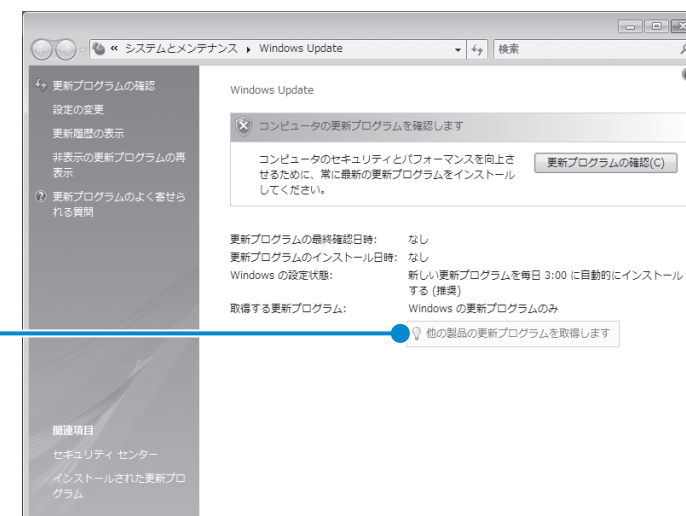 « システムとメンテナンス ▸ Windows Update
検索
更新プログラムの確認
設定の変更
更新履歴の表示
非表示の更新プログラムの再
表示
更新プログラムのよく寄せら
れる質問
関連項目
セキュリティ センター
インストールされた更新プロ
グラム
Windows Update
コンピュータの更新プログラムを確認します
コンピュータのセキュリティとパフォーマンスを向上さ
せるために、常に最新の更新プログラムをインストール
してください。
更新プログラムの確認(C)
更新プログラムの最終確認日時: なし
更新プログラムのインストール日時: なし
Windows の設定状態: 新しい更新プログラムを毎日 3:00 に自動的にインストール
する (推奨)
取得する更新プログラム: Windows の更新プログラムのみ
他の製品の更新プログラムを取得します